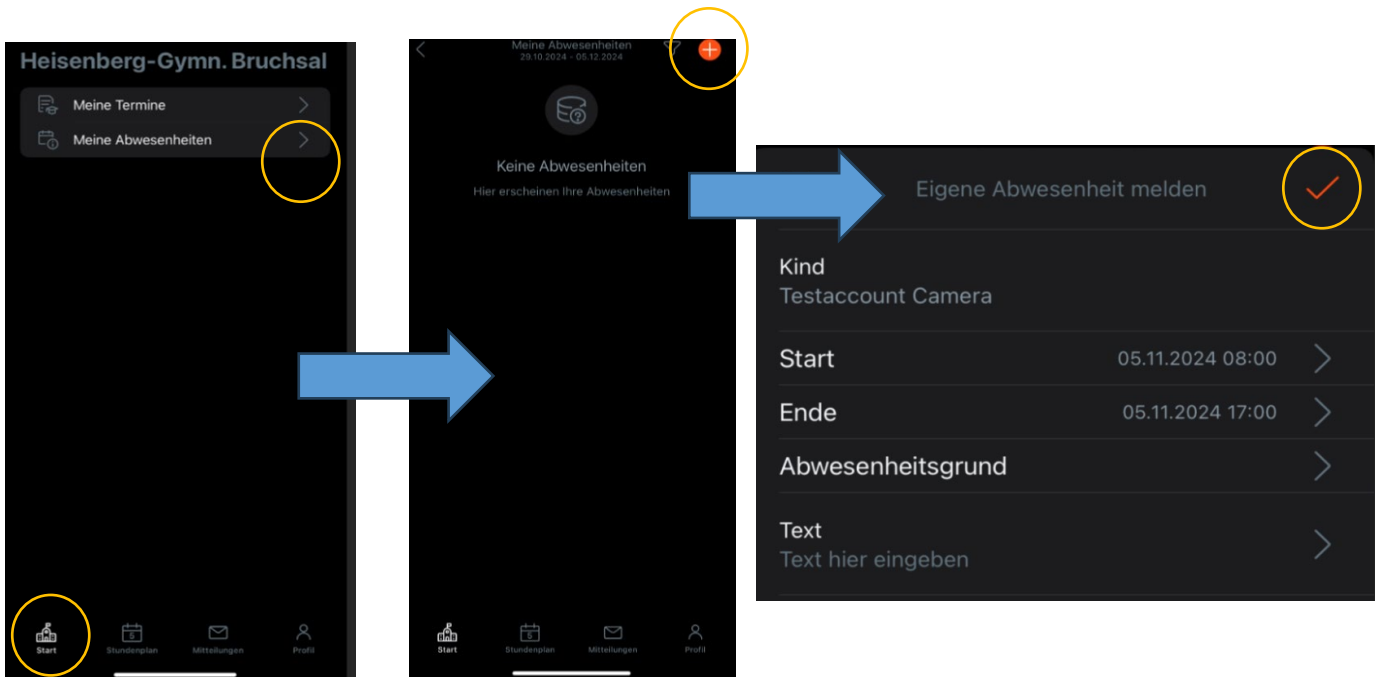 Heisenberg-Gymn. Bruchsal
Meine Termine
Meine Abwesenheiten
Start
Stundenplan
Mitteilungen
Profil
Meine Abwesenheiten
29.10.2024 - 05.12.2024
Keine Abwesenheiten
Hier erscheinen Ihre Abwesenheiten
Start
Stundenplan
Mitteilungen
Profil
Eigene Abwesenheit melden
Kind
Testaccount Camera
Start 05.11.2024 08:00
Ende 05.11.2024 17:00
Abwesenheitsgrund
Text
Text hier eingeben